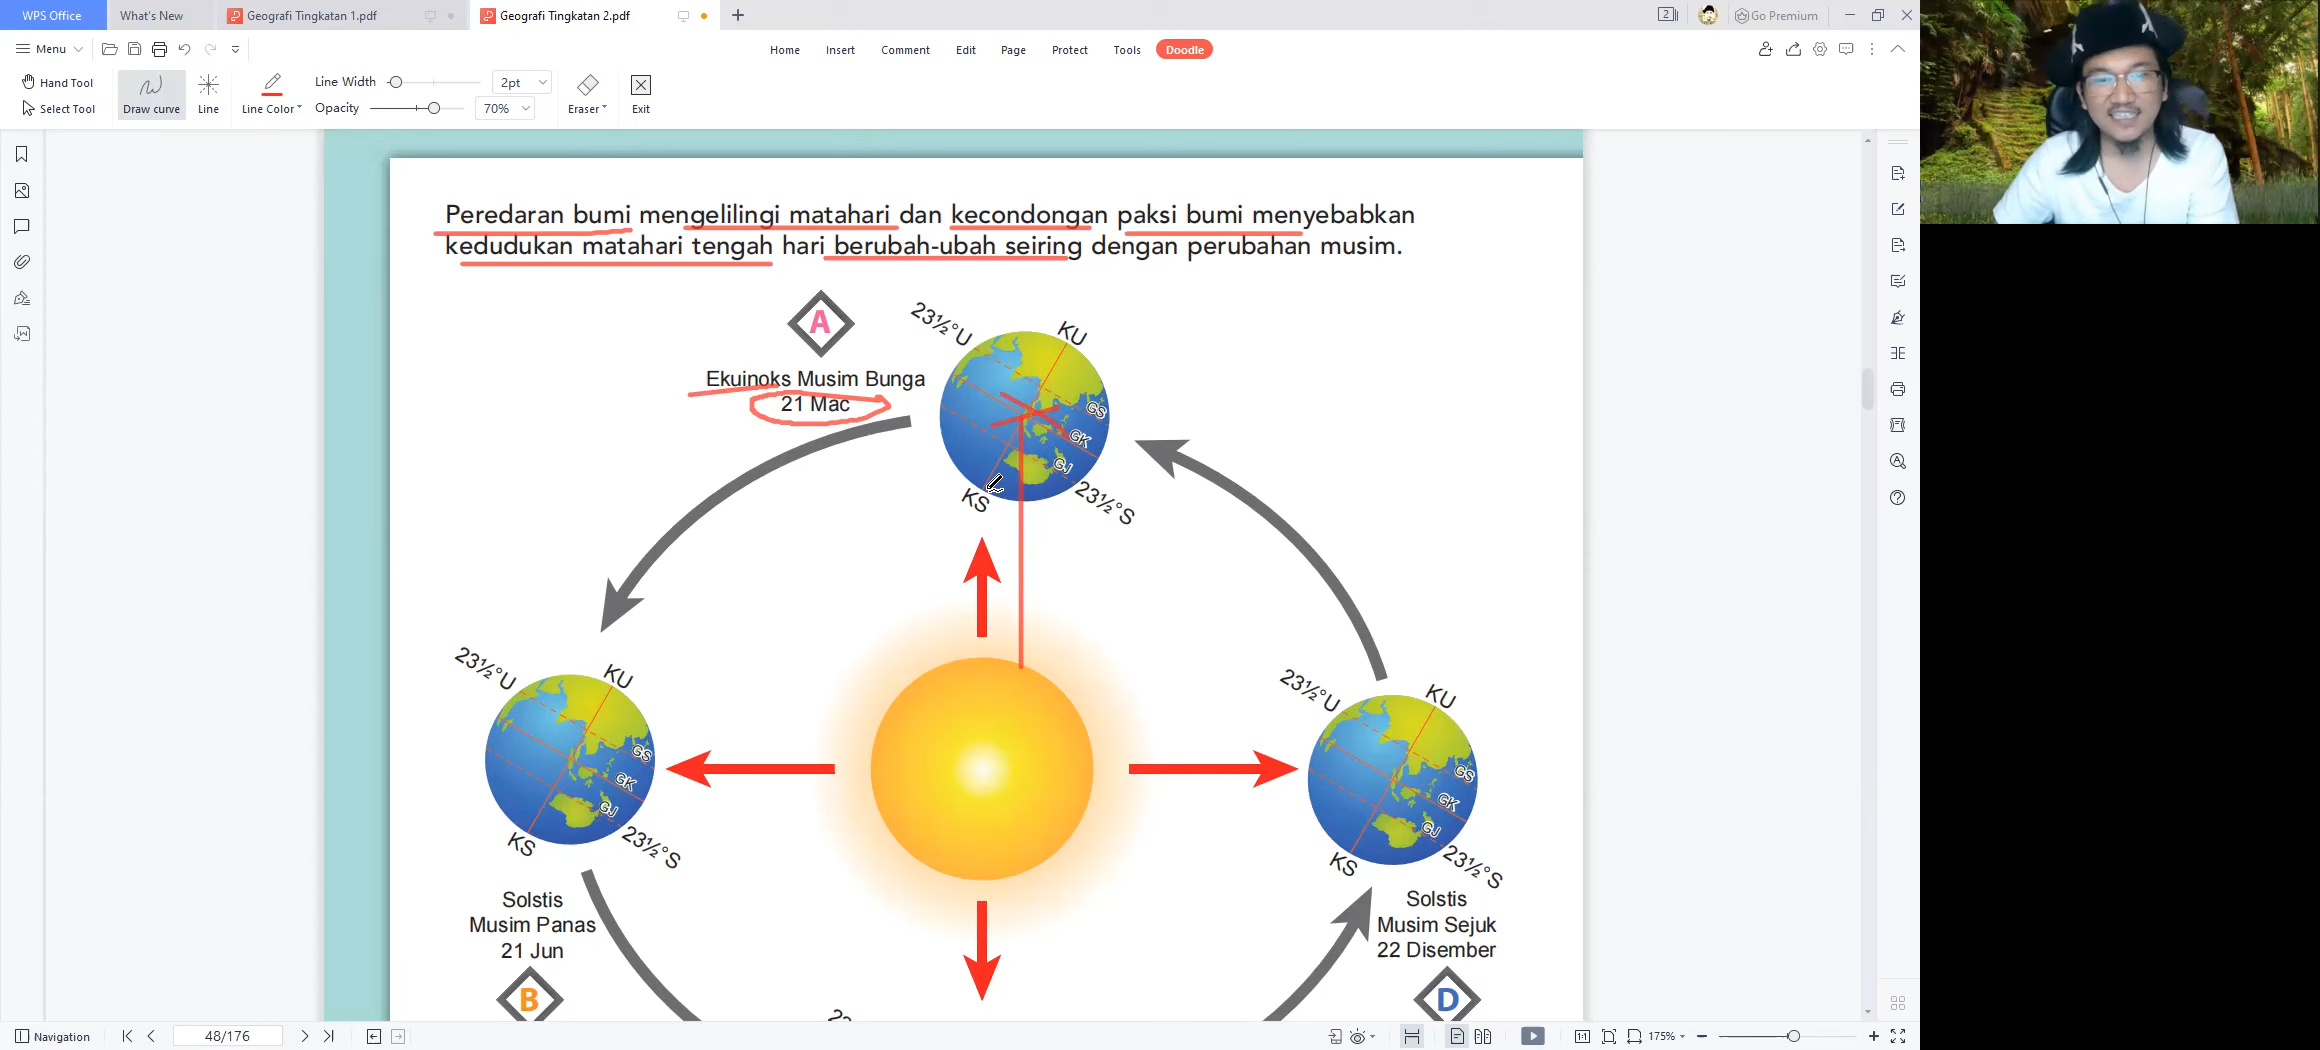 WPS Office
What's New
Geografi Tingkatan 1.pdf
Geografi Tingkatan 2.pdf
2
Go Premium
Menu
Home
Insert
Comment
Edit
Page
Protect
Tools
Doodle
Hand Tool
Select Tool
Draw curve
Line
Line Color
Line Width
2pt
Opacity
70%
Eraser
Exit
Peredaran bumi mengelilingi matahari dan kecondongan paksi bumi menyebabkan
kedudukan matahari tengah hari berubah-ubah seiring dengan perubahan musim.
A
Ekuinoks Musim Bunga
21 Mac
23½°U
KU
GS
GK
GJ
KS
23½°S
23½°U
KU
GS
GK
GJ
KS
23½°S
Solstis
Musim Panas
21 Jun
B
23½°U
KU
GS
GK
GJ
KS
23½°S
Solstis
Musim Sejuk
22 Disember
D
Navigation
48/176
1:1
175%